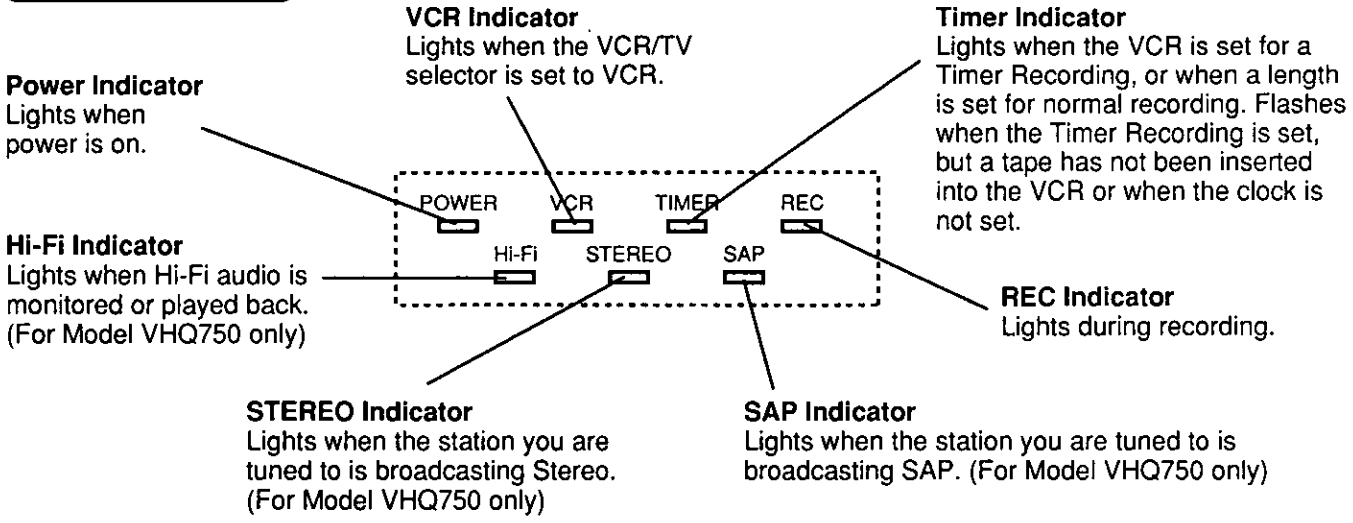 VCR Indicator
Lights when the VCR/TV
selector is set to VCR.
Timer Indicator
Lights when the VCR is set for a
Timer Recording, or when a length
is set for normal recording. Flashes
when the Timer Recording is set,
but a tape has not been inserted
into the VCR or when the clock is
not set.
Power Indicator
Lights when
power is on.
POWER VCR TIMER REC
Hi-Fi STEREO SAP
Hi-Fi Indicator
Lights when Hi-Fi audio is
monitored or played back.
(For Model VHQ750 only)
REC Indicator
Lights during recording.
STEREO Indicator
Lights when the station you are
tuned to is broadcasting Stereo.
(For Model VHQ750 only)
SAP Indicator
Lights when the station you are tuned to is
broadcasting SAP. (For Model VHQ750 only)